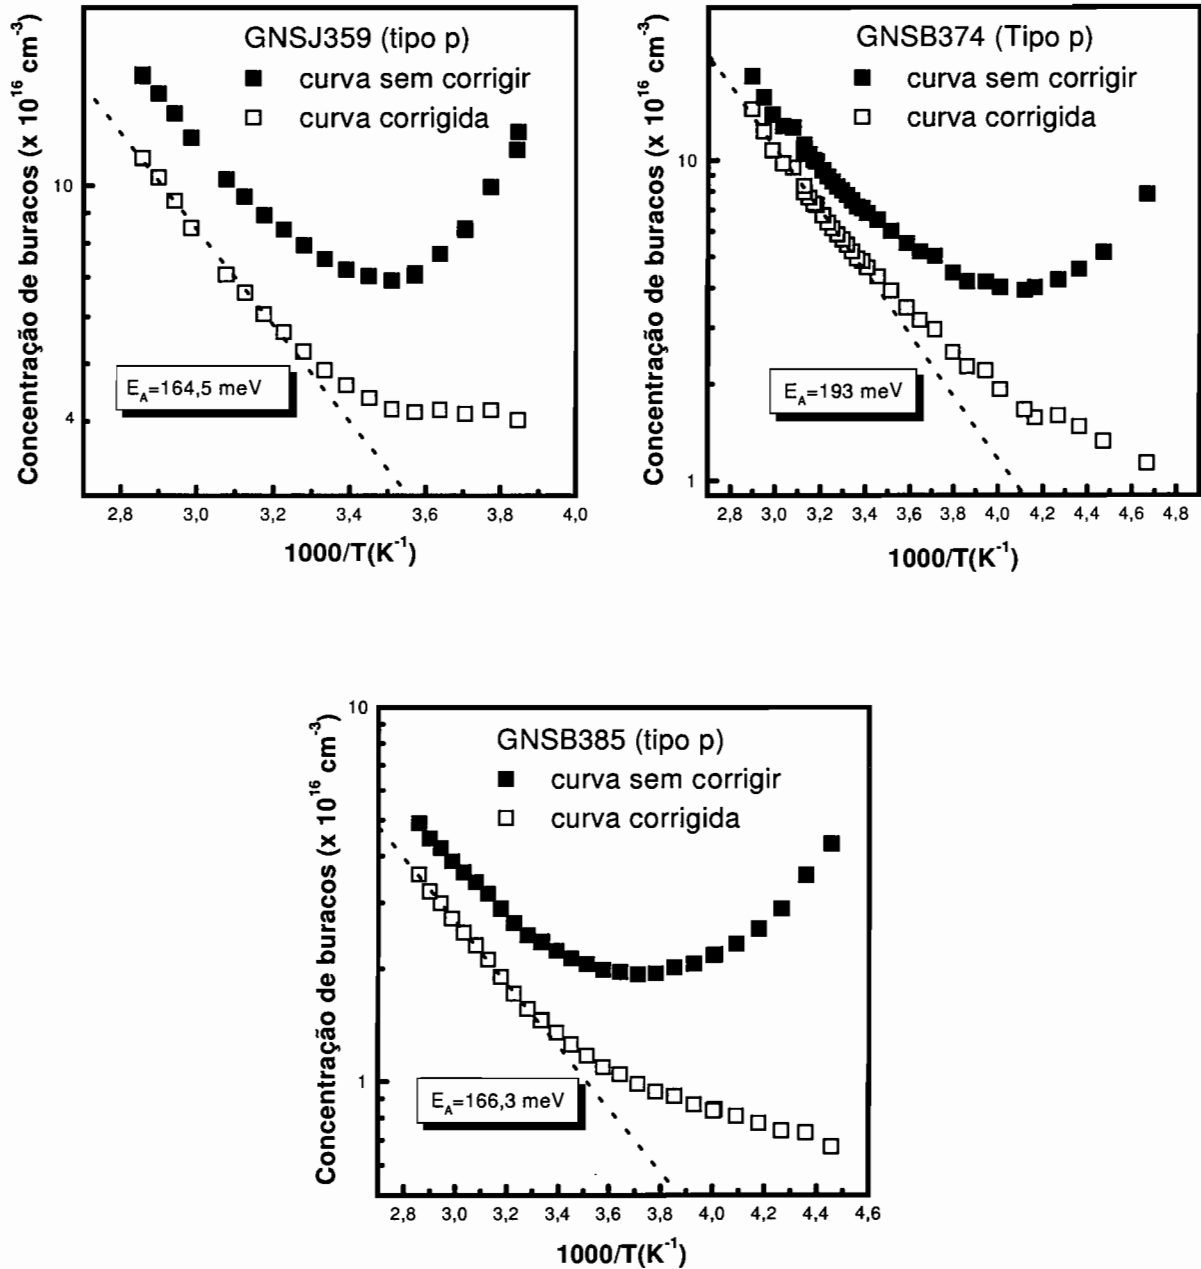 GNSJ359 (tipo p)
■ curva sem corrigir
□ curva corrigida
Concentração de buracos (x 10¹⁶ cm⁻³)
10
4
E_A=164,5 meV
2,8 3,0 3,2 3,4 3,6 3,8 4,0
1000/T(K⁻¹)
GNSB374 (Tipo p)
■ curva sem corrigir
□ curva corrigida
Concentração de buracos (x 10¹⁶ cm⁻³)
10
1
E_A=193 meV
2,8 3,0 3,2 3,4 3,6 3,8 4,0 4,2 4,4 4,6 4,8
1000/T(K⁻¹)
GNSB385 (tipo p)
■ curva sem corrigir
□ curva corrigida
Concentração de buracos (x 10¹⁶ cm⁻³)
10
1
E_A=166,3 meV
2,8 3,0 3,2 3,4 3,6 3,8 4,0 4,2 4,4 4,6
1000/T(K⁻¹)